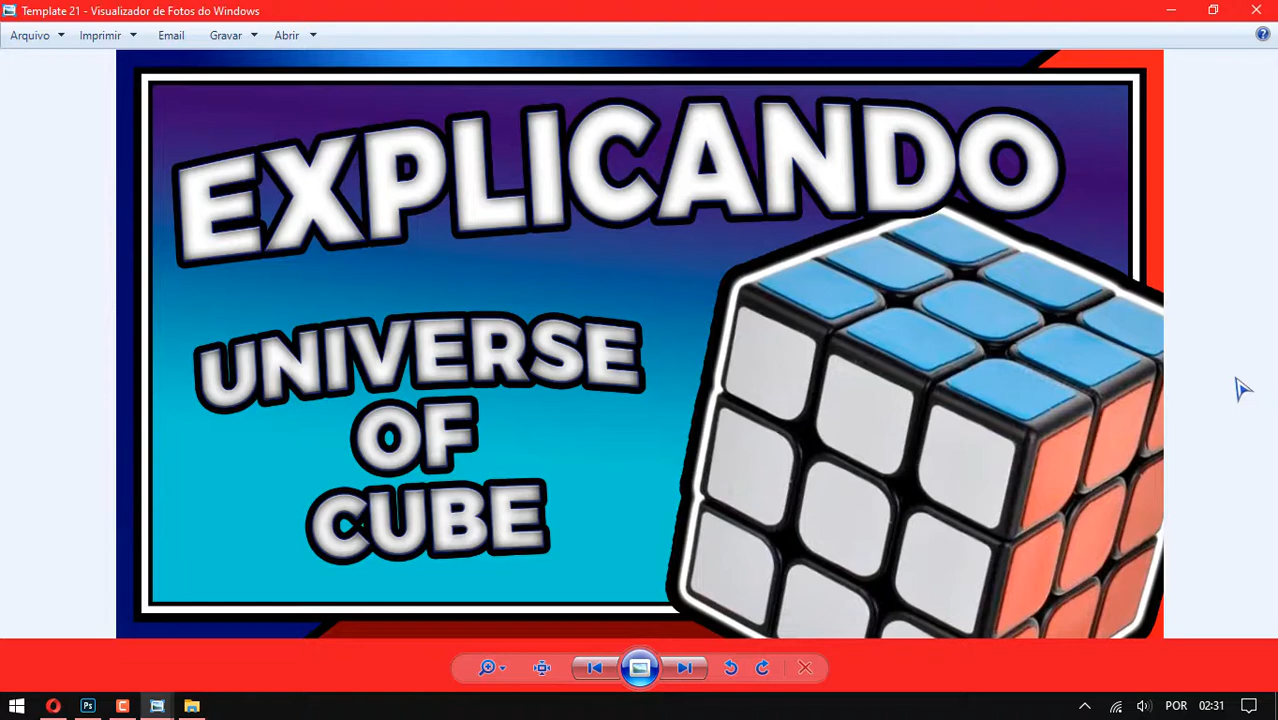 Template 21 - Visualizador de Fotos do Windows
Arquivo Imprimir Email Gravar Abrir
EXPLICANDO
UNIVERSE
OF
CUBE
Ps
POR 02:31